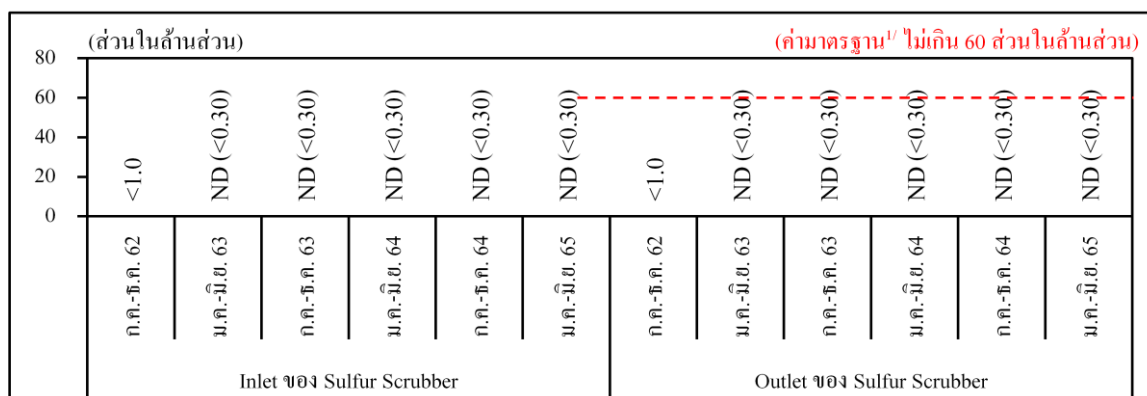 (ส่วนในล้านส่วน)
(ค่ามาตรฐาน1/ ไม่เกิน 60 ส่วนในล้านส่วน)
80
60
40
20
0
<1.0
ND (<0.30)
ND (<0.30)
ND (<0.30)
ND (<0.30)
ND (<0.30)
<1.0
ND (<0.30)
ND (<0.30)
ND (<0.30)
ND (<0.30)
ND (<0.30)
ก.ค.-ธ.ค. 62
ม.ค.-มิ.ย. 63
ก.ค.-ธ.ค. 63
ม.ค.-มิ.ย. 64
ก.ค.-ธ.ค. 64
ม.ค.-มิ.ย. 65
ก.ค.-ธ.ค. 62
ม.ค.-มิ.ย. 63
ก.ค.-ธ.ค. 63
ม.ค.-มิ.ย. 64
ก.ค.-ธ.ค. 64
ม.ค.-มิ.ย. 65
Inlet ของ Sulfur Scrubber
Outlet ของ Sulfur Scrubber